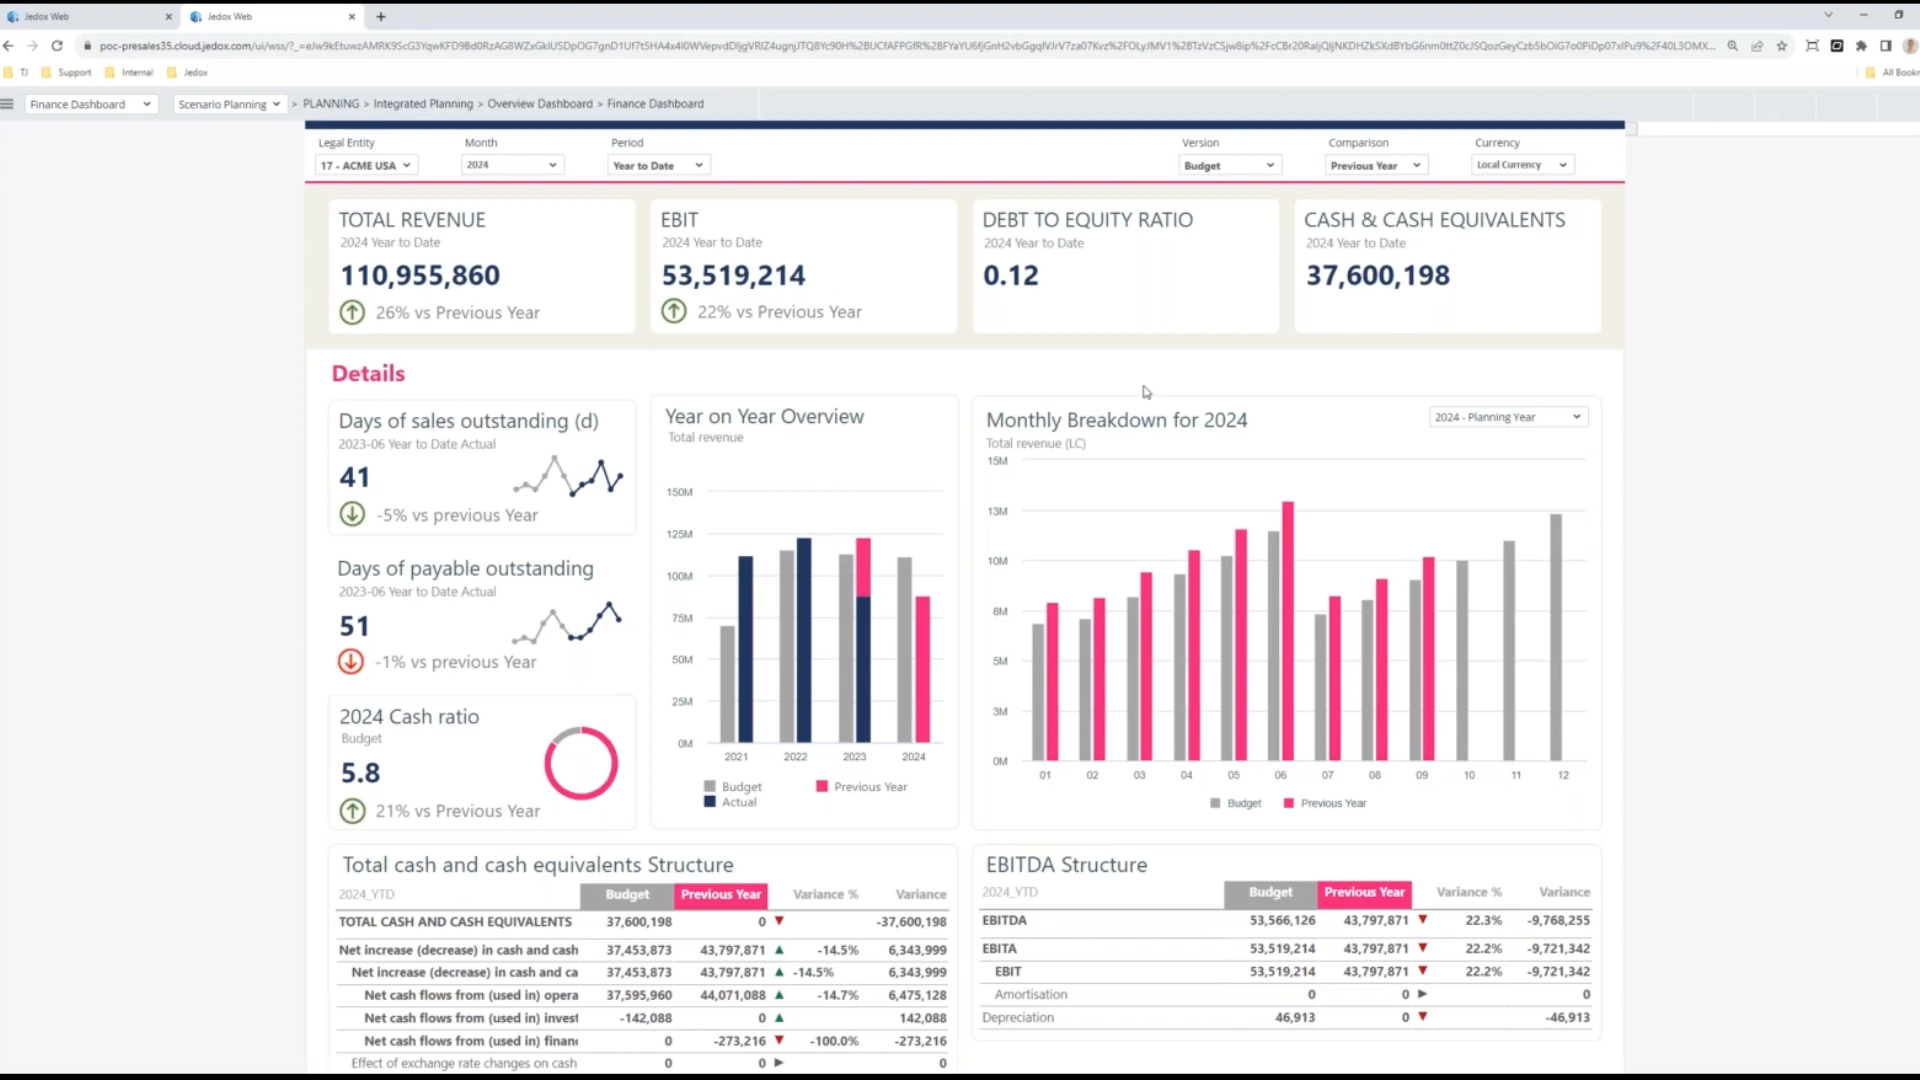 Jedox Web
Jedox Web
TJ Support Internal Jedox All Bookr
Finance Dashboard Scenario Planning > PLANNING > Integrated Planning > Overview Dashboard > Finance Dashboard
Legal Entity Month Period Version Comparison Currency
17 - ACME USA 2024 Year to Date Budget Previous Year Local Currency
TOTAL REVENUE
2024 Year to Date
110,955,860
26% vs Previous Year
EBIT
2024 Year to Date
53,519,214
22% vs Previous Year
DEBT TO EQUITY RATIO
2024 Year to Date
0.12
CASH & CASH EQUIVALENTS
2024 Year to Date
37,600,198
Details
Days of sales outstanding (d)
2023-06 Year to Date Actual
41
-5% vs previous Year
Days of payable outstanding
2023-06 Year to Date Actual
51
-1% vs previous Year
2024 Cash ratio
Budget
5.8
21% vs Previous Year
Year on Year Overview
Total revenue
150M
125M
100M
75M
50M
25M
0M
2021 2022 2023 2024
Budget Previous Year
Actual
Monthly Breakdown for 2024
2024 - Planning Year
Total revenue (LC)
15M
13M
10M
8M
5M
3M
0M
01 02 03 04 05 06 07 08 09 10 11 12
Budget Previous Year
Total cash and cash equivalents Structure
2024_YTD Budget Previous Year Variance % Variance
TOTAL CASH AND CASH EQUIVALENTS 37,600,198 0 -37,600,198
Net increase (decrease) in cash and cash 37,453,873 43,797,871 -14.5% 6,343,999
Net increase (decrease) in cash and ca 37,453,873 43,797,871 -14.5% 6,343,999
Net cash flows from (used in) opera 37,595,960 44,071,088 -14.7% 6,475,128
Net cash flows from (used in) invest -142,088 0 142,088
Net cash flows from (used in) financ 0 -273,216 -100.0% -273,216
Effect of exchange rate changes on cash 0 0 0
EBITDA Structure
2024_YTD Budget Previous Year Variance % Variance
EBITDA 53,566,126 43,797,871 22.3% -9,768,255
EBITA 53,519,214 43,797,871 22.2% -9,721,342
EBIT 53,519,214 43,797,871 22.2% -9,721,342
Amortisation 0 0 0
Depreciation 46,913 0 -46,913